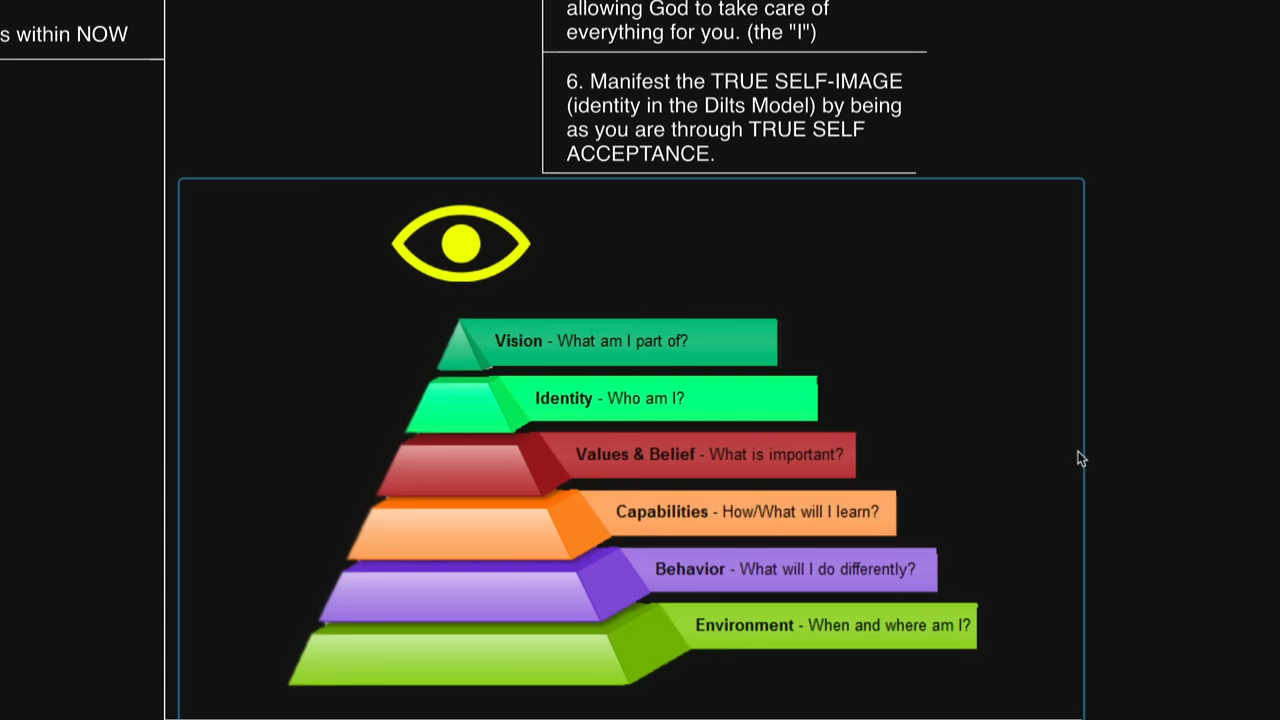 s within NOW
allowing God to take care of
everything for you. (the "I")
6. Manifest the TRUE SELF-IMAGE
(identity in the Dilts Model) by being
as you are through TRUE SELF
ACCEPTANCE.
Vision - What am I part of?
Identity - Who am I?
Values & Belief - What is important?
Capabilities - How/What will I learn?
Behavior - What will I do differently?
Environment - When and where am I?